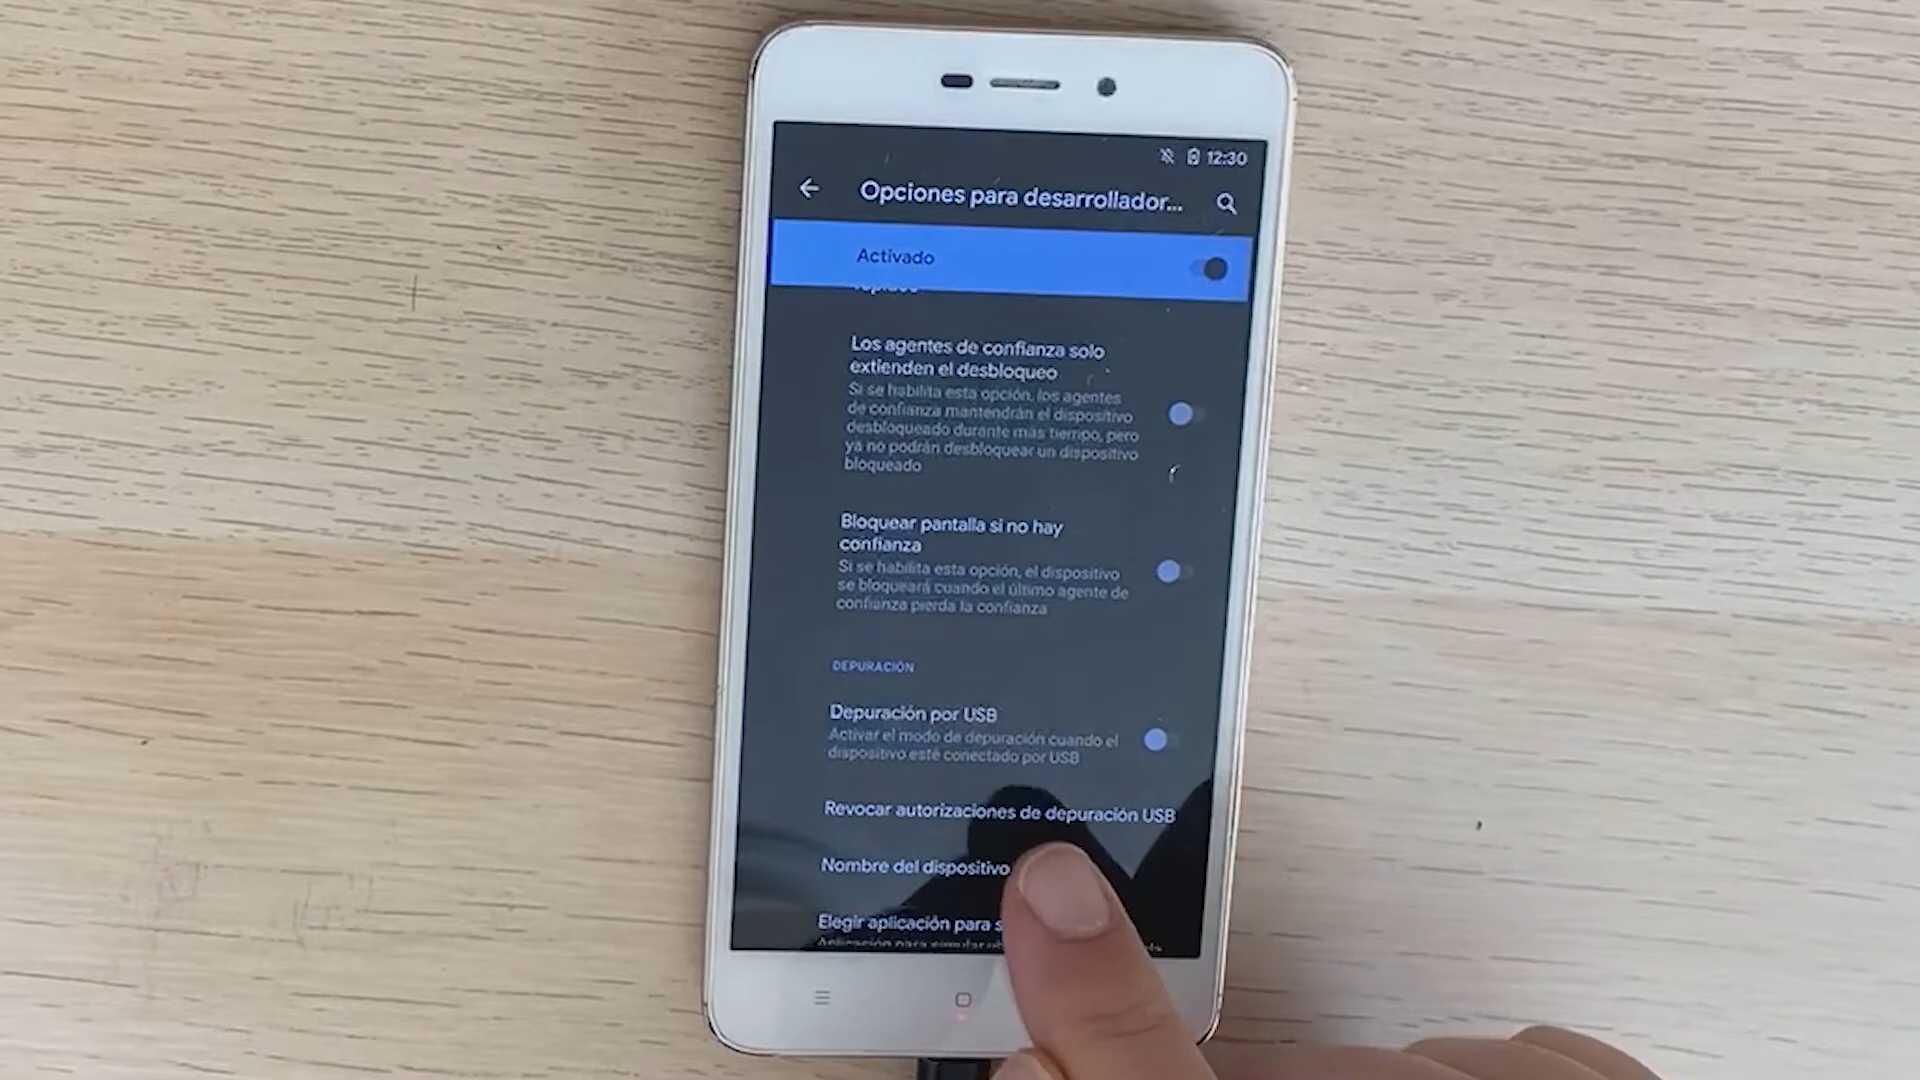 12:30
Opciones para desarrollador...
Activado
Los agentes de confianza solo
extienden el desbloqueo
Si se habilita esta opción, los agentes
de confianza mantendrán el dispositivo
desbloqueado durante más tiempo, pero
ya no podrán desbloquear un dispositivo
bloqueado
Bloquear pantalla si no hay
confianza
Si se habilita esta opción, el dispositivo
se bloqueará cuando el último agente de
confianza pierda la confianza
DEPURACIÓN
Depuración por USB
Activar el modo de depuración cuando el
dispositivo esté conectado por USB
Revocar autorizaciones de depuración USB
Nombre del dispositivo
Elegir aplicación para s
Aplicación para simular